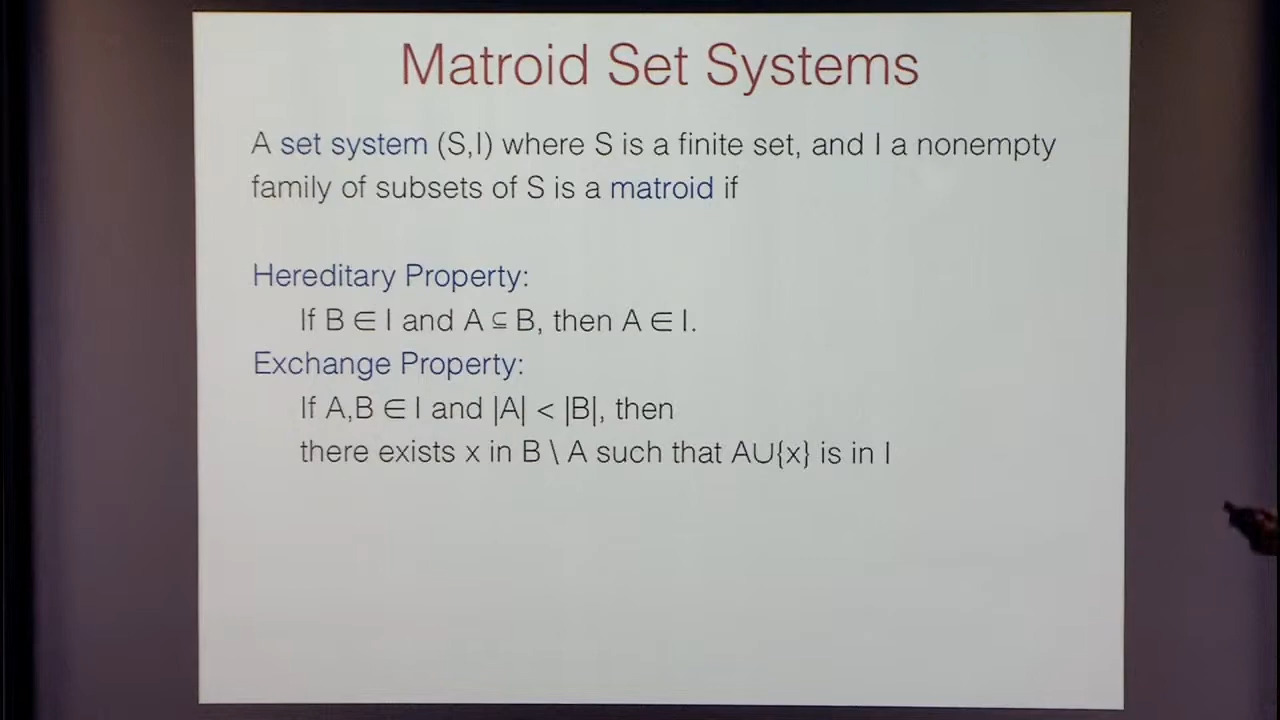 Matroid Set Systems
A set system (S,I) where S is a finite set, and I a nonempty
family of subsets of S is a matroid if
Hereditary Property:
If B ∈ I and A ⊆ B, then A ∈ I.
Exchange Property:
If A,B ∈ I and |A| < |B|, then
there exists x in B \ A such that A∪{x} is in I